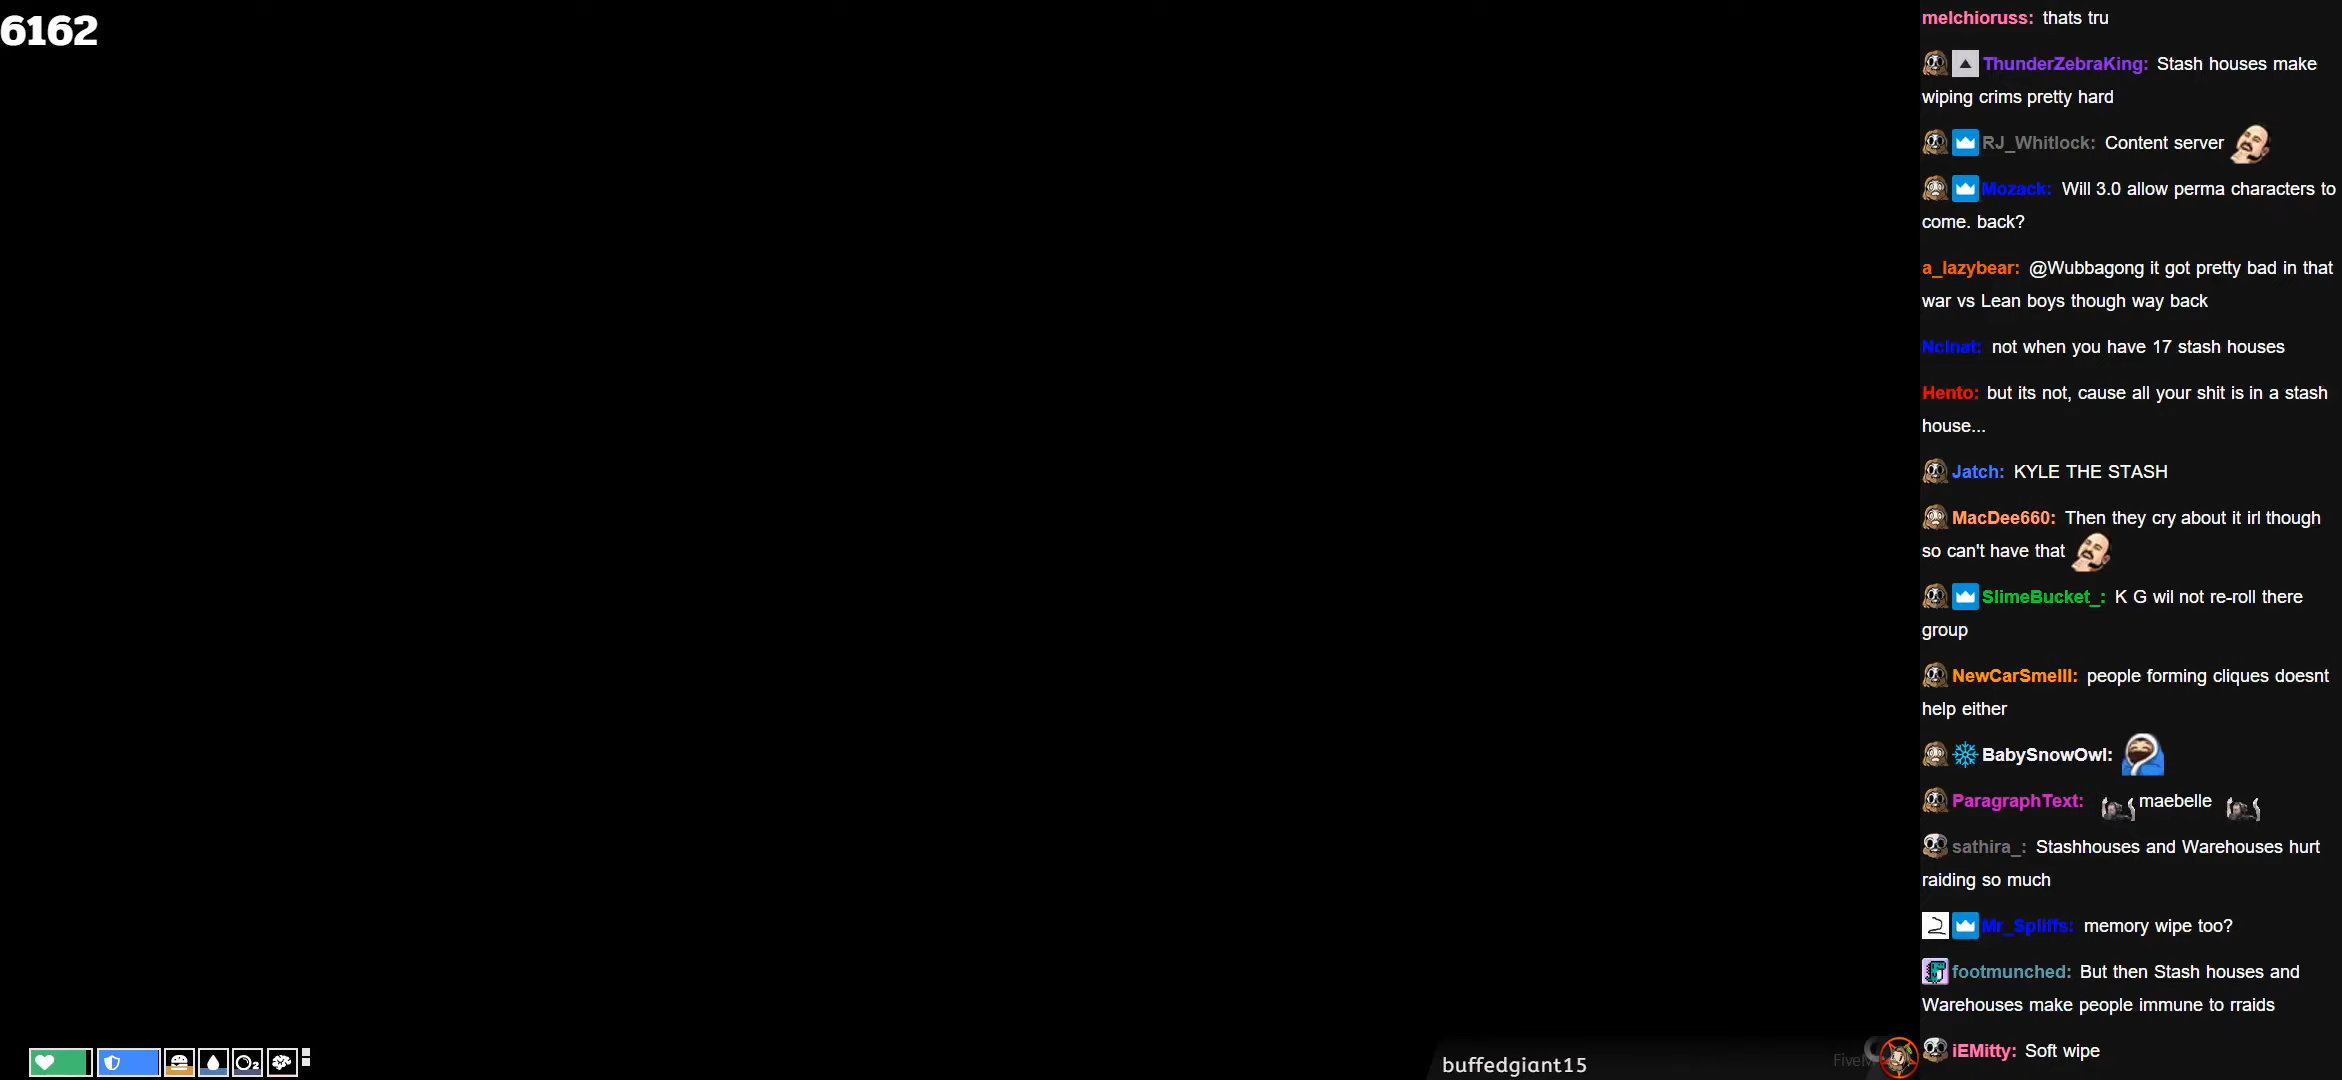 6162
melchioruss: thats tru
ThunderZebraKing: Stash houses make
wiping crims pretty hard
RJ_Whitlock: Content server
Mozack: Will 3.0 allow perma characters to
come. back?
a_lazybear: @Wubbagong it got pretty bad in that
war vs Lean boys though way back
Nolnat: not when you have 17 stash houses
Hento: but its not, cause all your shit is in a stash
house...
Jatch: KYLE THE STASH
MacDee660: Then they cry about it irl though
so can't have that
SlimeBucket_: K G wil not re-roll there
group
NewCarSmelll: people forming cliques doesnt
help either
BabySnowOwl:
ParagraphText: maebelle
sathira_: Stashhouses and Warehouses hurt
raiding so much
Mr_Spliffs: memory wipe too?
footmunched: But then Stash houses and
Warehouses make people immune to rraids
iEMitty: Soft wipe
O2
buffedgiant15